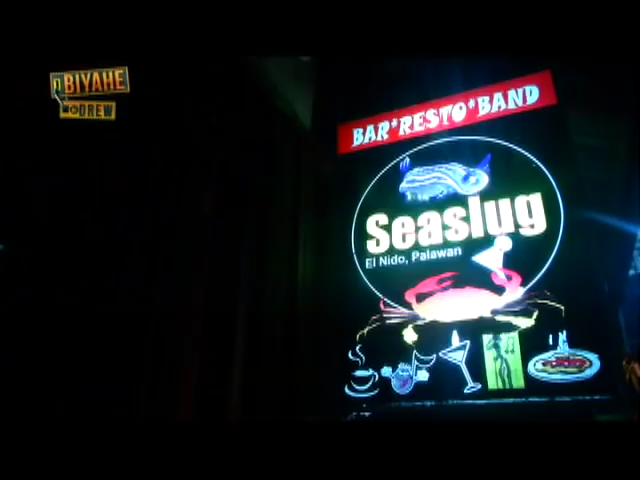 BIYAHE
DREW
BAR*RESTO*BAND
Seaslug
El Nido, Palawan